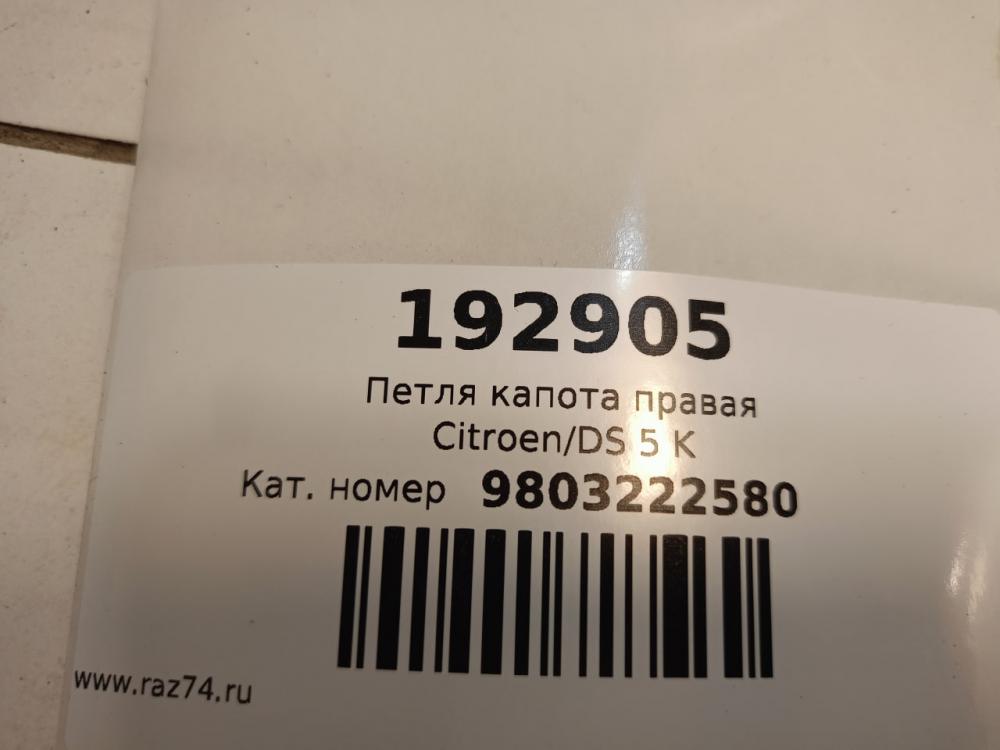 192905
Петля капота правая
Citroen/DS 5 K
Кат. номер 9803222580
www.raz74.ru